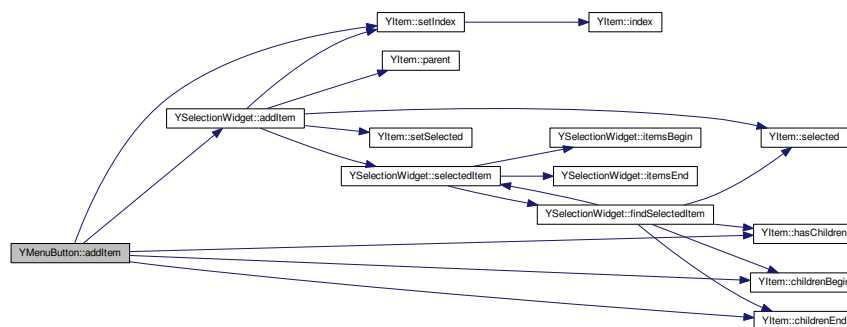 YItem::setIndex
YItem::index
YItem::parent
YSelectionWidget::addItem
YItem::setSelected
YSelectionWidget::itemsBegin
YItem::selected
YSelectionWidget::selectedItem
YSelectionWidget::itemsEnd
YSelectionWidget::findSelectedItem
YItem::hasChildren
YMenuButton::addItem
YItem::childrenBegin
YItem::childrenEnd